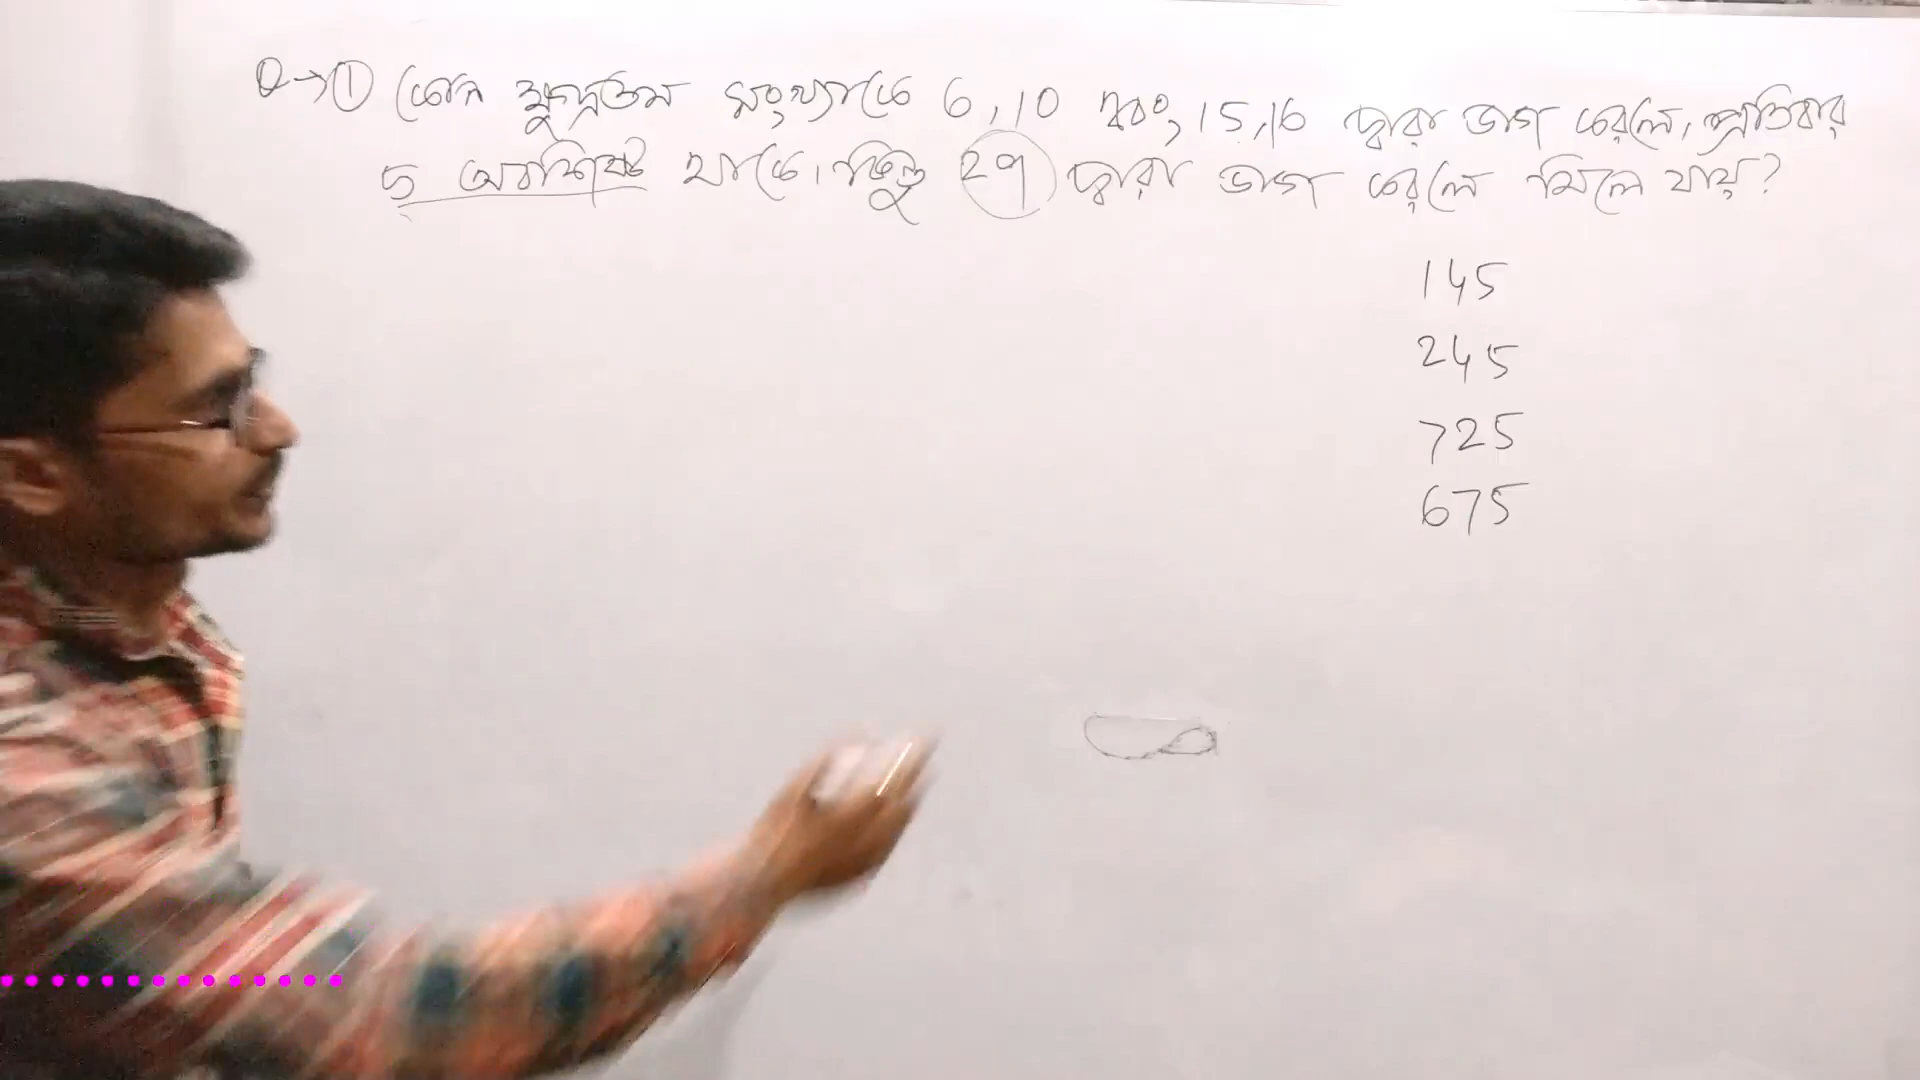 Q→① কোন ক্ষুদ্রতম সংখ্যাকে 6,10 এবং, 15,16 দ্বারা ভাগ করলে, প্রতিবার
5 অবশিষ্ট থাকে। কিন্তু 29 দ্বারা ভাগ করলে মিলে যায়?
145
245
725
675